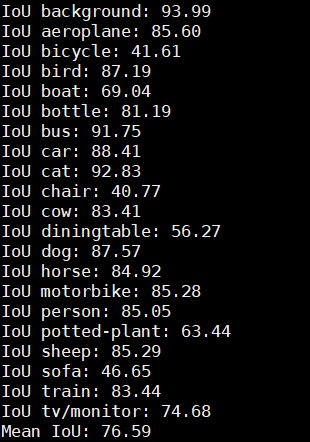 IoU background: 93.99
IoU aeroplane: 85.60
IoU bicycle: 41.61
IoU bird: 87.19
IoU boat: 69.04
IoU bottle: 81.19
IoU bus: 91.75
IoU car: 88.41
IoU cat: 92.83
IoU chair: 40.77
IoU cow: 83.41
IoU diningtable: 56.27
IoU dog: 87.57
IoU horse: 84.92
IoU motorbike: 85.28
IoU person: 85.05
IoU potted-plant: 63.44
IoU sheep: 85.29
IoU sofa: 46.65
IoU train: 83.44
IoU tv/monitor: 74.68
Mean IoU: 76.59